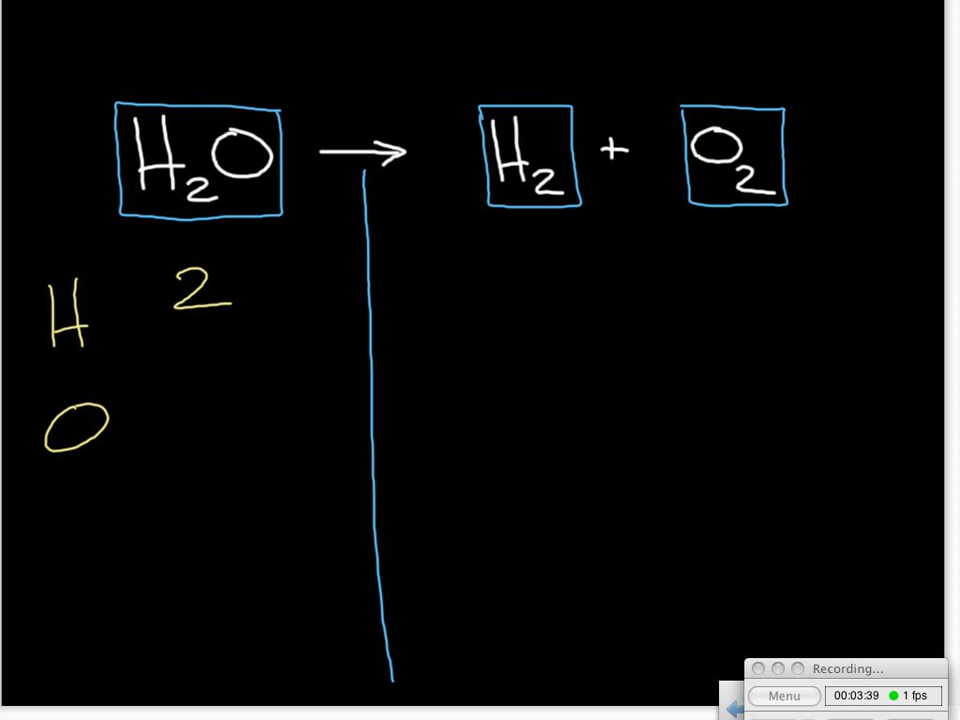 H₂O → H₂ + O₂
H 2
O
Recording...
Menu 00:03:39 1 fps